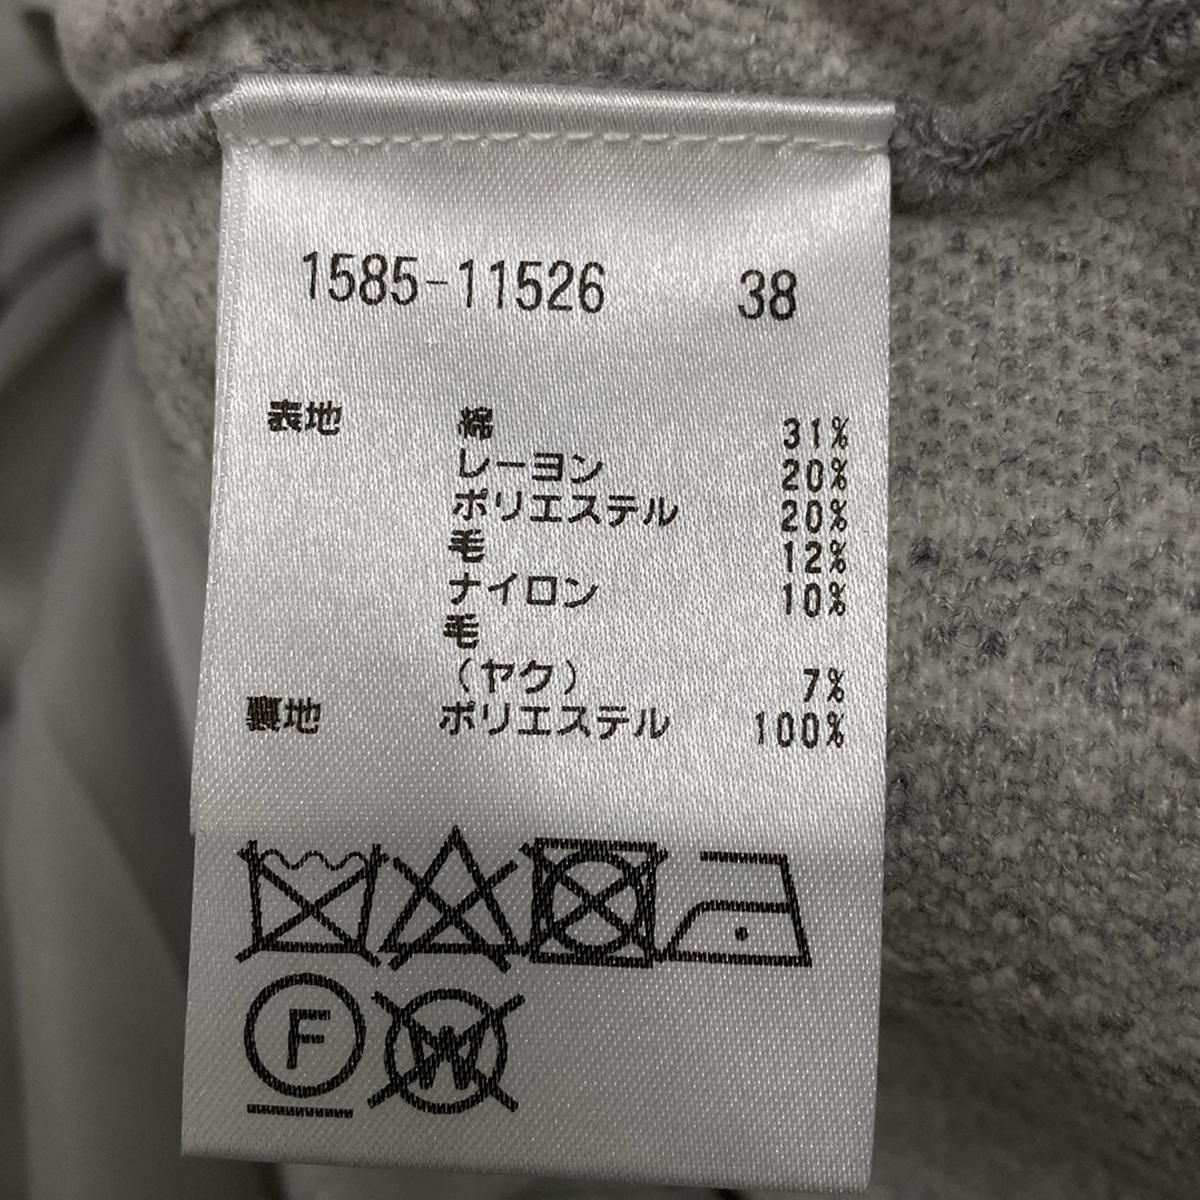 1585-11526 38
表地 綿 31%
レーヨン 20%
ポリエステル 20%
毛 12%
ナイロン 10%
毛
(ヤク) 7%
裏地 ポリエステル 100%
F W